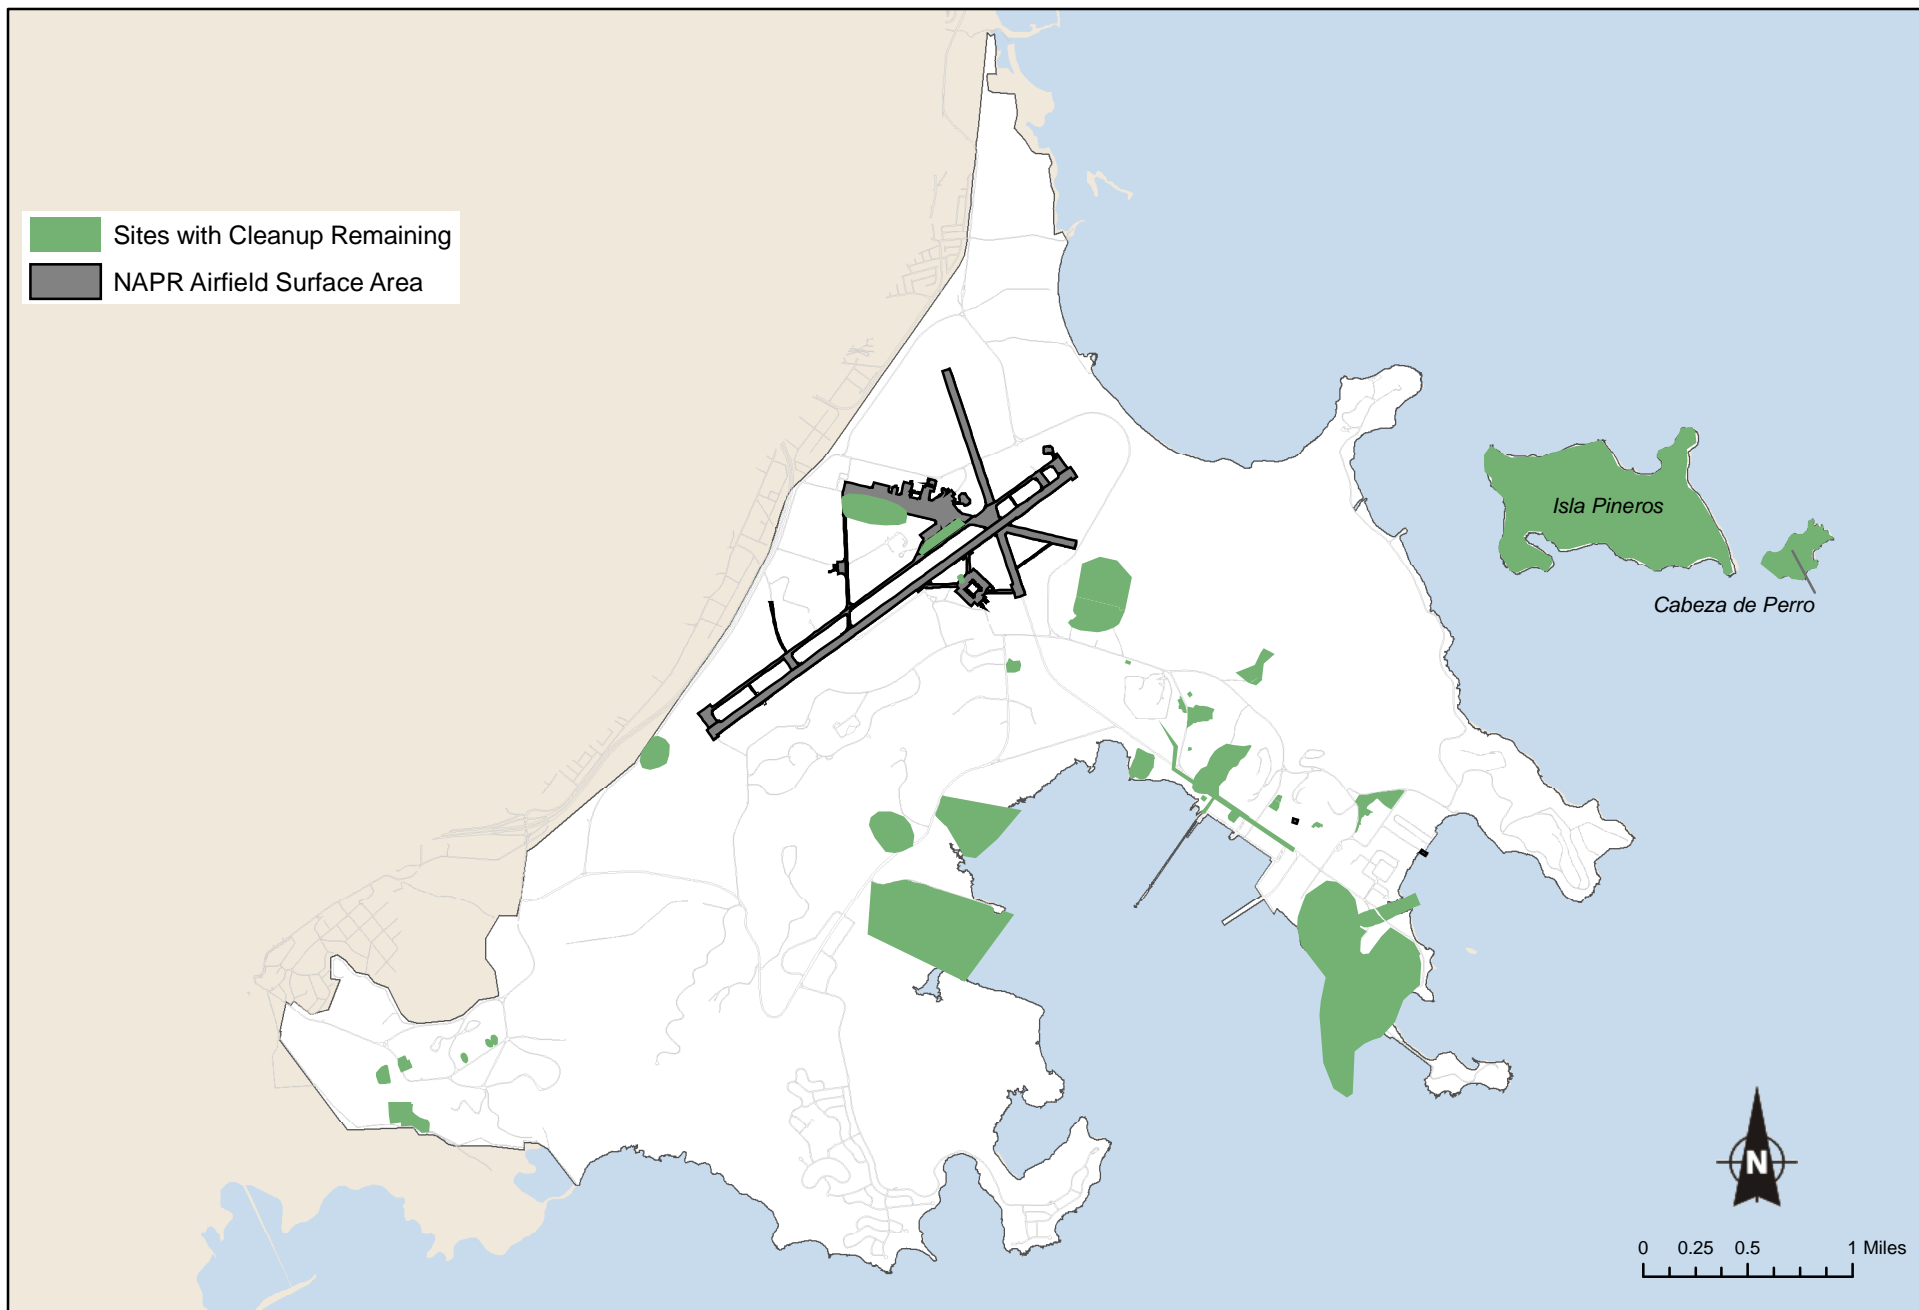 Sites with Cleanup Remaining
NAPR Airfield Surface Area
Isla Pineros
Cabeza de Perro
N
0 0.25 0.5 1 Miles